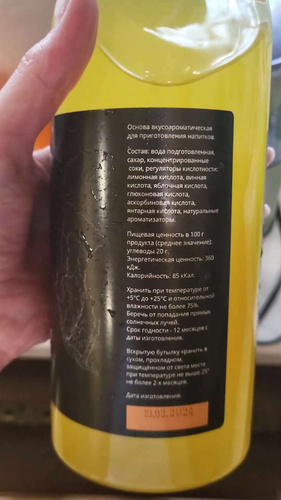 Основа вкусоароматическая
для приготовления напитков.
Состав: вода подготовленная,
сахар, концентрированные
соки, регуляторы кислотности:
лимонная кислота, винная
кислота, яблочная кислота,
глюконовая кислота,
аскорбиновая кислота,
янтарная кислота, натуральные
ароматизаторы.
Пищевая ценность в 100 г
продукта (среднее значение):
углеводы 20 г.
Энергетическая ценность: 360
кДж.
Калорийность: 85 кКал.
Хранить при температуре от
+5°С до +25°С и относительной
влажности не более 75%.
Беречь от попадания прямых
солнечных лучей.
Срок годности - 12 месяцев с
даты изготовления.
Вскрытую бутылку хранить в
сухом, прохладном,
защищённом от света месте
при температуре не выше 25°
не более 2-х месяцев.
Дата изготовления:
21.03.2024